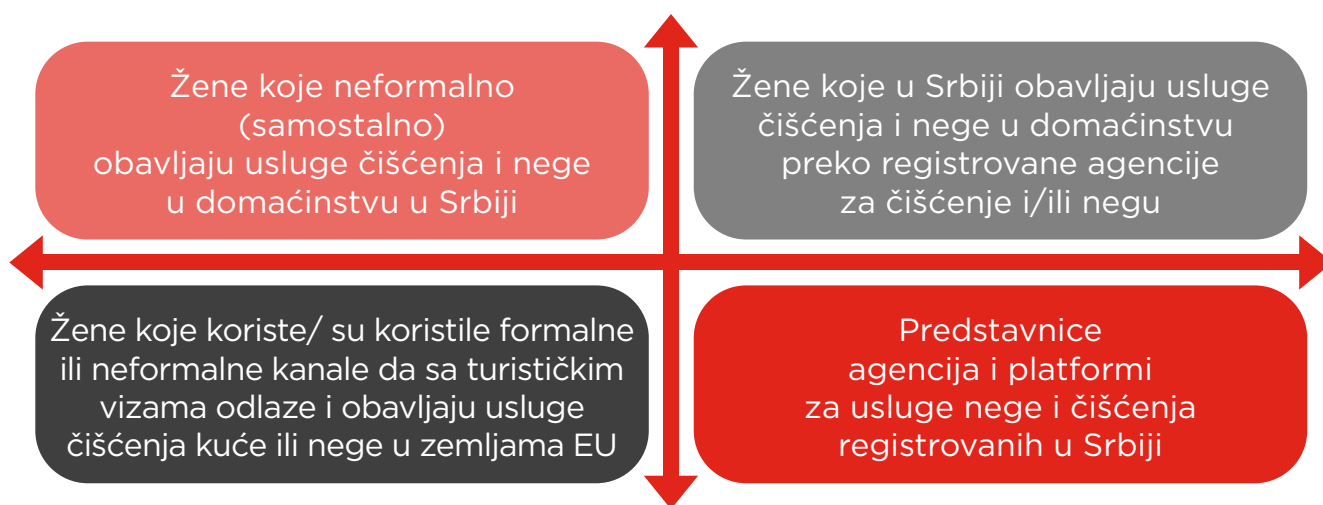 Žene koje neformalno
(samostalno)
obavljaju usluge čišćenja i nege
u domaćinstvu u Srbiji
Žene koje u Srbiji obavljaju usluge
čišćenja i nege u domaćinstvu
preko registrovane agencije
za čišćenje i/ili negu
Žene koje koriste/ su koristile formalne
ili neformalne kanale da sa turističkim
vizama odlaze i obavljaju usluge
čišćenja kuće ili nege u zemljama EU
Predstavnice
agencija i platformi
za usluge nege i čišćenja
registrovanih u Srbiji